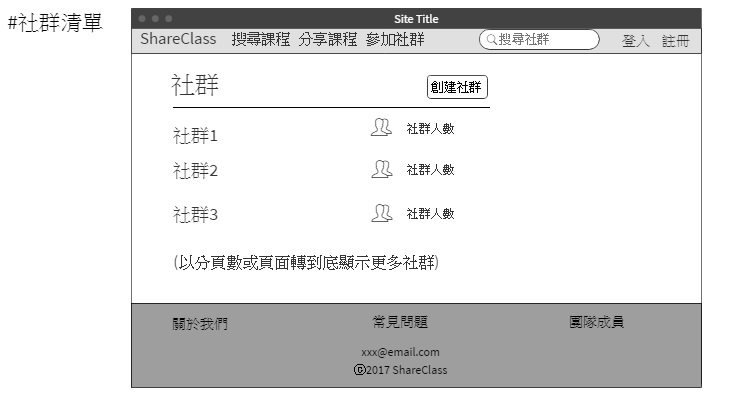 #社群清單
Site Title
ShareClass 搜尋課程 分享課程 參加社群 搜尋社群 登入 註冊
社群 創建社群
社群1 社群人數
社群2 社群人數
社群3 社群人數
(以分頁數或頁面轉到底顯示更多社群)
關於我們 常見問題 團隊成員
xxx@email.com
©2017 ShareClass